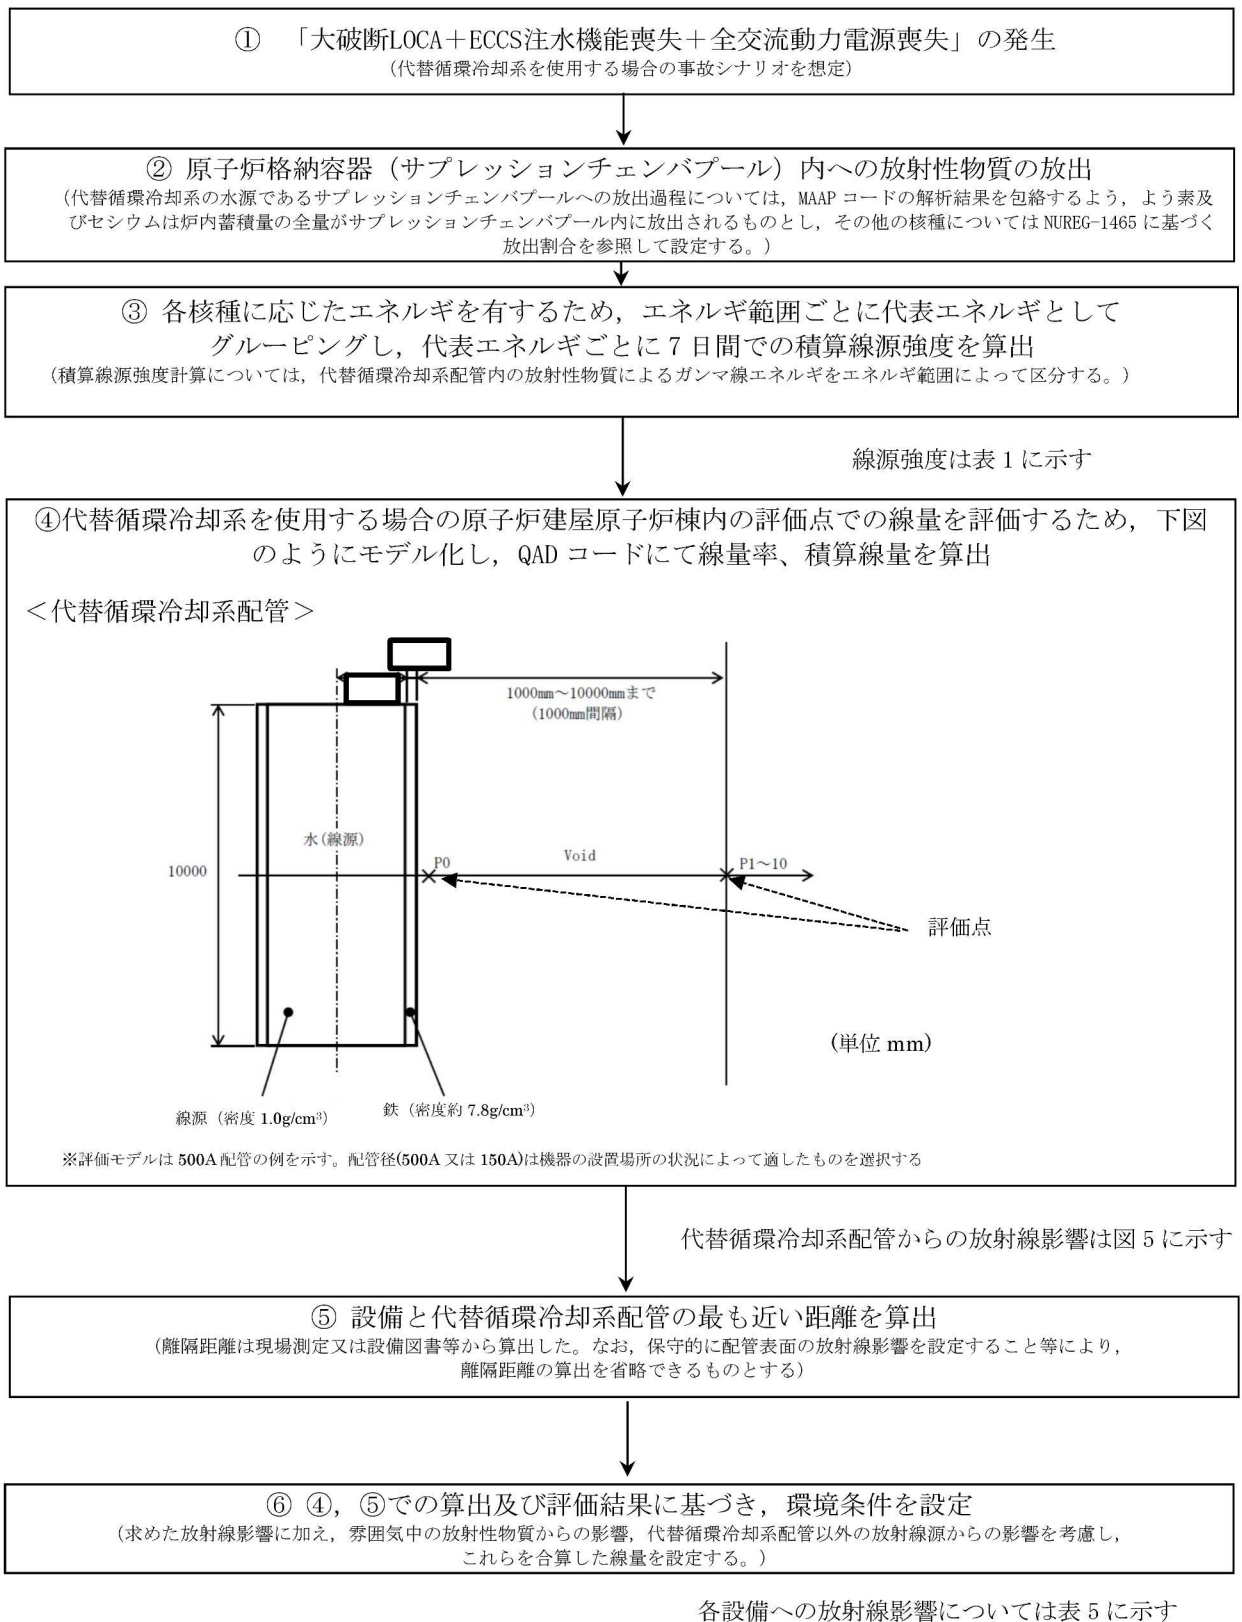 ① 「大破断LOCA＋ECCS注水機能喪失＋全交流動力電源喪失」の発生
（代替循環冷却系を使用する場合の事故シナリオを想定）
② 原子炉格納容器（サプレッションチェンバプール）内への放射性物質の放出
（代替循環冷却系の水源であるサプレッションチェンバプールへの放出過程については，MAAP コードの解析結果を包絡するよう，よう素及
びセシウムは炉内蓄積量の全量がサプレッションチェンバプール内に放出されるものとし，その他の核種については NUREG-1465 に基づく
放出割合を参照して設定する。）
③ 各核種に応じたエネルギを有するため，エネルギ範囲ごとに代表エネルギとして
グルーピングし，代表エネルギごとに 7 日間での積算線源強度を算出
（積算線源強度計算については，代替循環冷却系配管内の放射性物質によるガンマ線エネルギをエネルギ範囲によって区分する。）
線源強度は表 1 に示す
④代替循環冷却系を使用する場合の原子炉建屋原子炉棟内の評価点での線量を評価するため，下図
のようにモデル化し，QAD コードにて線量率、積算線量を算出
＜代替循環冷却系配管＞
1000mm～10000mmまで
(1000mm間隔)
水(線源)
10000
P0
Void
P1～10
評価点
(単位 mm)
線源（密度 1.0g/cm³）
鉄（密度約 7.8g/cm³）
※評価モデルは 500A 配管の例を示す。配管径(500A 又は 150A)は機器の設置場所の状況によって適したものを選択する
代替循環冷却系配管からの放射線影響は図 5 に示す
⑤ 設備と代替循環冷却系配管の最も近い距離を算出
（離隔距離は現場測定又は設備図書等から算出した。なお，保守的に配管表面の放射線影響を設定すること等により，
離隔距離の算出を省略できるものとする）
⑥ ④，⑤での算出及び評価結果に基づき，環境条件を設定
（求めた放射線影響に加え，雰囲気中の放射性物質からの影響，代替循環冷却系配管以外の放射線源からの影響を考慮し，
これらを合算した線量を設定する。）
各設備への放射線影響については表 5 に示す